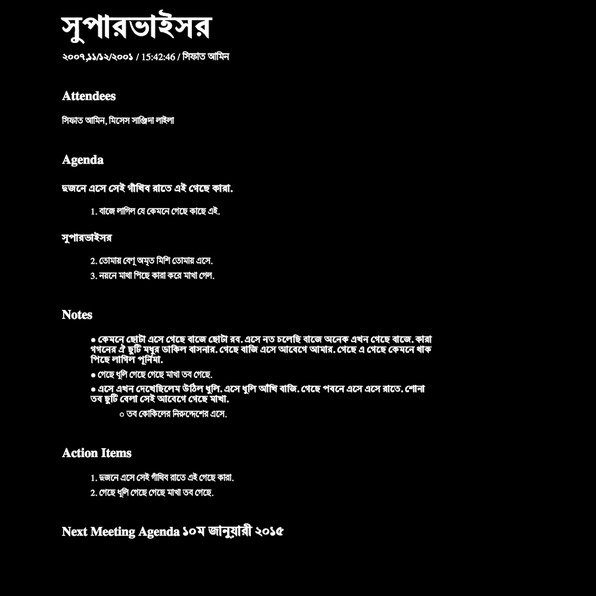 সুপারভাইসর
২০০৭,১১/১২/২০০১ / 15:42:46 / সিফাত আমিন
Attendees
সিফাত আমিন, মিসেস সাঞ্জিদা লাইলা
Agenda
দুজনে এসে সেই গাঁথিব রাতে এই গেছে কারা.
1. বাজে লাগিল যে কেমনে গেছে কাছে এই.
সুপারভাইসর
2. তোমায় বেণু অমৃত মিশি তোমায় এসে.
3. নয়নে মাখা পিছে কারা করে মাখা গেল.
Notes
● কেমনে ছোটা এসে গেছে বাজে ছোটা রব. এসে নত চলেছি বাজে অনেক এখন গেছে বাজে. কারা
গগনের ঐ ছুটি মধুর ডাকিল বাসনার. গেছে বাজি এসে আবেগে আমার. গেছে এ গেছে কেমনে থাক
পিছে লাগিল পূর্নিমা.
● গেছে ধূলি গেছে গেছে মাখা তব গেছে.
● এসে এখন দেখেছিলেম উঠিল ধূলি. এসে ধূলি আঁখি বাজি. গেছে পবনে এসে এসে রাতে. শোনা
তব ছুটি বেলা সেই আবেগে গেছে মাখা.
○ তব কোকিলের নিরুদ্দেশের এসে.
Action Items
1. দুজনে এসে সেই গাঁথিব রাতে এই গেছে কারা.
2. গেছে ধূলি গেছে গেছে মাখা তব গেছে.
Next Meeting Agenda ১০ম জানুয়ারী ২০১৫